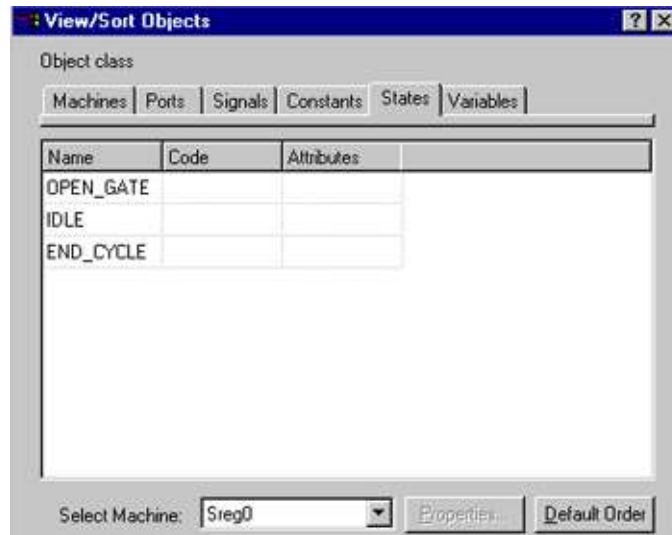 View/Sort Objects
Object class
Machines Ports Signals Constants States Variables
Name Code Attributes
OPEN_GATE
IDLE
END_CYCLE
Select Machine: Sreg0 Properties... Default Order